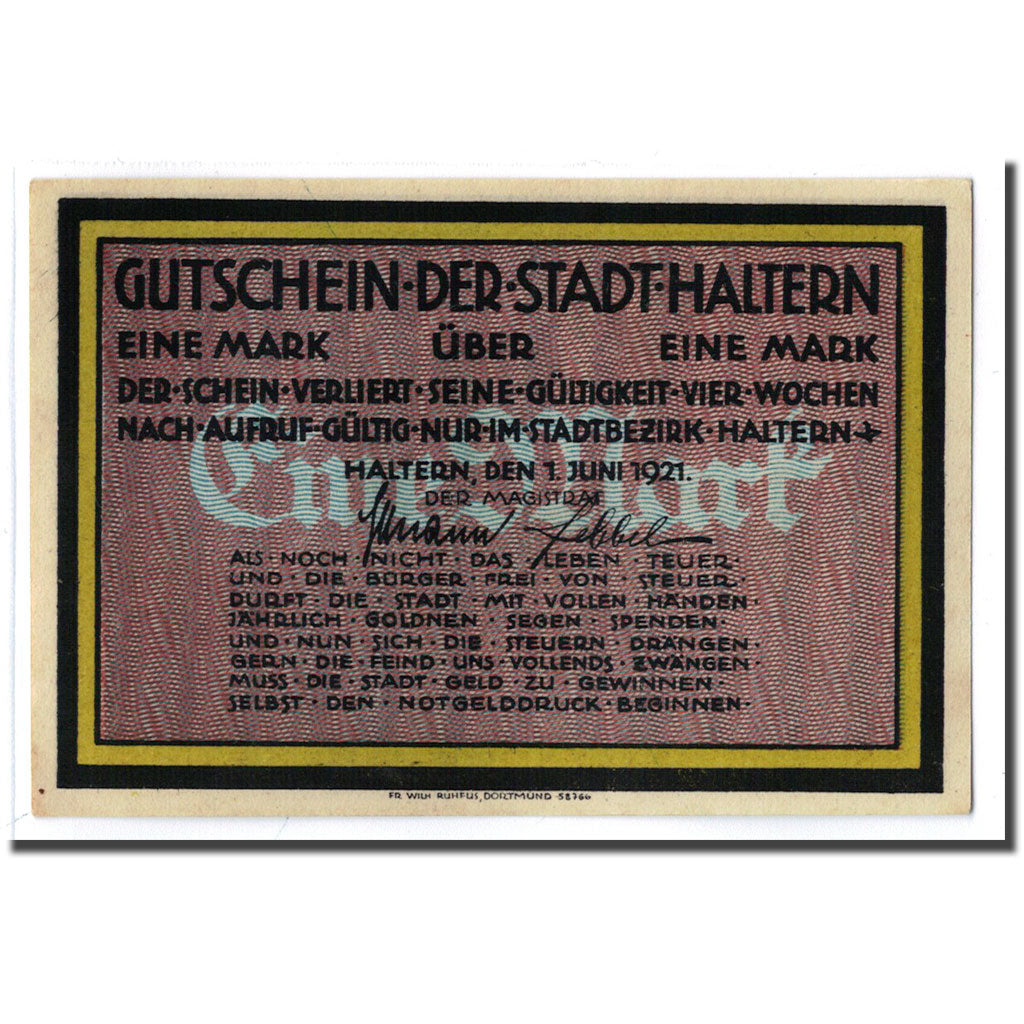 GUTSCHEIN·DER·STADT·HALTERN
EINE MARK ÜBER EINE MARK
DER·SCHEIN·VERLIERT·SEINE·GÜLTIGKEIT·VIER·WOCHEN
NACH·AUFRUF-GÜLTIG·NUR·IM·STADTBEZIRK·HALTERN
Eine Mark
HALTERN, DEN 1. JUNI 1921.
DER MAGISTRAT
ALS·NOCH·NICHT·DAS·LEBEN·TEUER·
UND·DIE·BÜRGER·FREI·VON·STEUER·
DURFT·DIE·STADT·MIT·VOLLEN·HÄNDEN·
JÄHRLICH·GOLDNEN·SEGEN·SPENDEN·
UND·NUN·SICH·DIE·STEUERN·DRÄNGEN·
GERN·DIE·FEIND·UNS·VOLLENDS·ZWÄNGEN·
MUSS·DIE·STADT·GELD·ZU·GEWINNEN·
SELBST·DEN·NOTGELDDRUCK·BEGINNEN·
FR. WILH RUHFUS, DORTMUND 58766